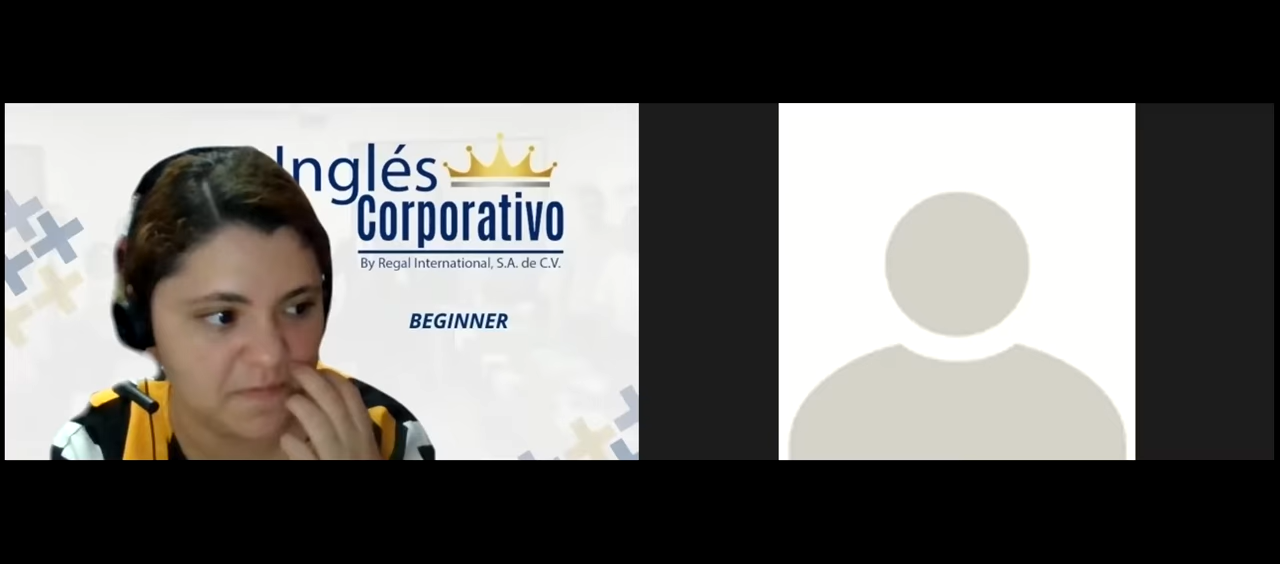 Inglés
Corporativo
By Regal International, S.A. de C.V.
BEGINNER